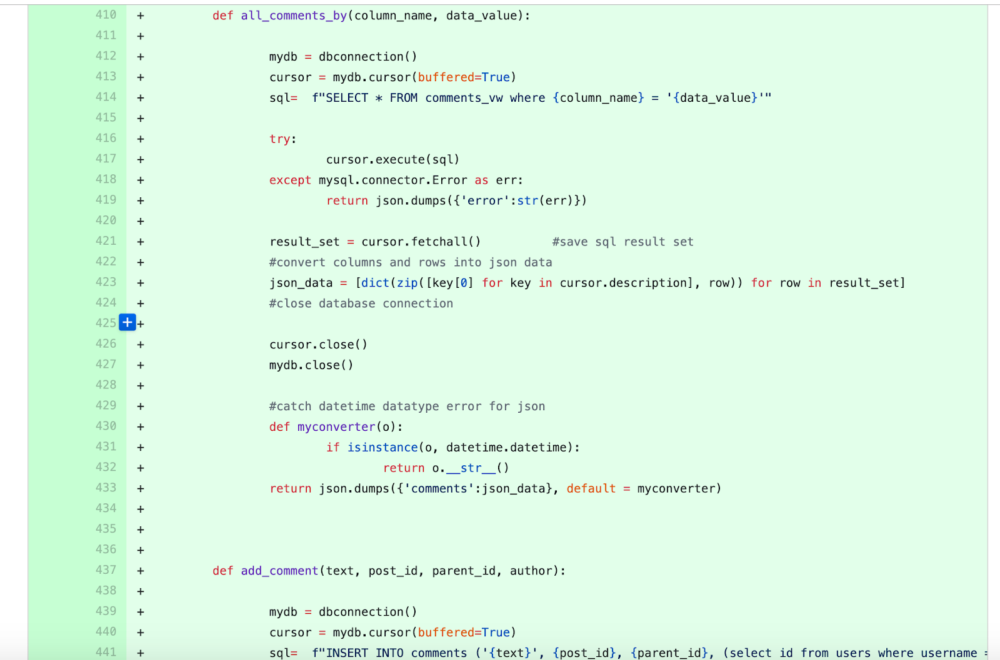 410 + def all_comments_by(column_name, data_value):
411 +
412 + mydb = dbconnection()
413 + cursor = mydb.cursor(buffered=True)
414 + sql=  f"SELECT * FROM comments_vw where {column_name} = '{data_value}'"
415 +
416 + try:
417 + cursor.execute(sql)
418 + except mysql.connector.Error as err:
419 + return json.dumps({'error':str(err)})
420 +
421 + result_set = cursor.fetchall()          #save sql result set
422 + #convert columns and rows into json data
423 + json_data = [dict(zip([key[0] for key in cursor.description], row)) for row in result_set]
424 + #close database connection
425 + +
426 + cursor.close()
427 + mydb.close()
428 +
429 + #catch datetime datatype error for json
430 + def myconverter(o):
431 + if isinstance(o, datetime.datetime):
432 + return o.__str__()
433 + return json.dumps({'comments':json_data}, default = myconverter)
434 +
435 +
436 +
437 + def add_comment(text, post_id, parent_id, author):
438 +
439 + mydb = dbconnection()
440 + cursor = mydb.cursor(buffered=True)
441 + sql=  f"INSERT INTO comments ('{text}', {post_id}, {parent_id}, (select id from users where username =